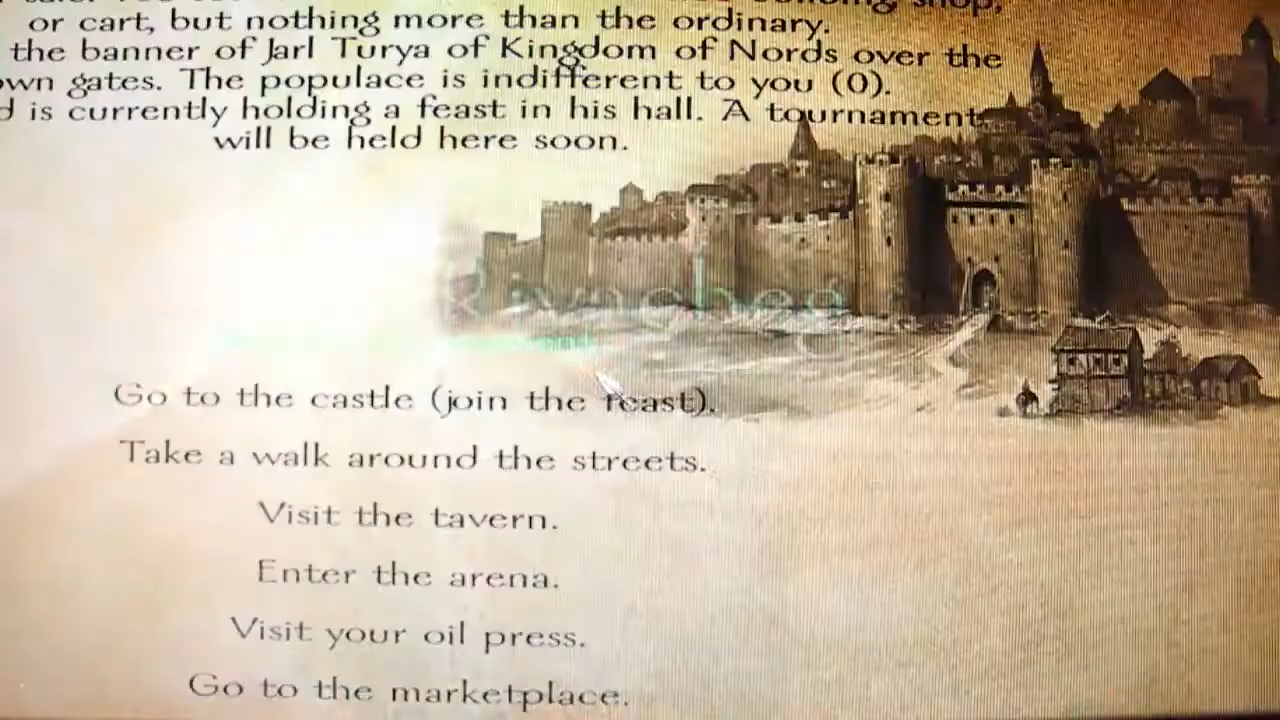 or cart, but nothing more than the ordinary.
the banner of Jarl Turya of Kingdom of Nords over the
own gates. The populace is indifferent to you (0).
d is currently holding a feast in his hall. A tournament
will be held here soon.
Go to the castle (join the feast).
Take a walk around the streets.
Visit the tavern.
Enter the arena.
Visit your oil press.
Go to the marketplace.